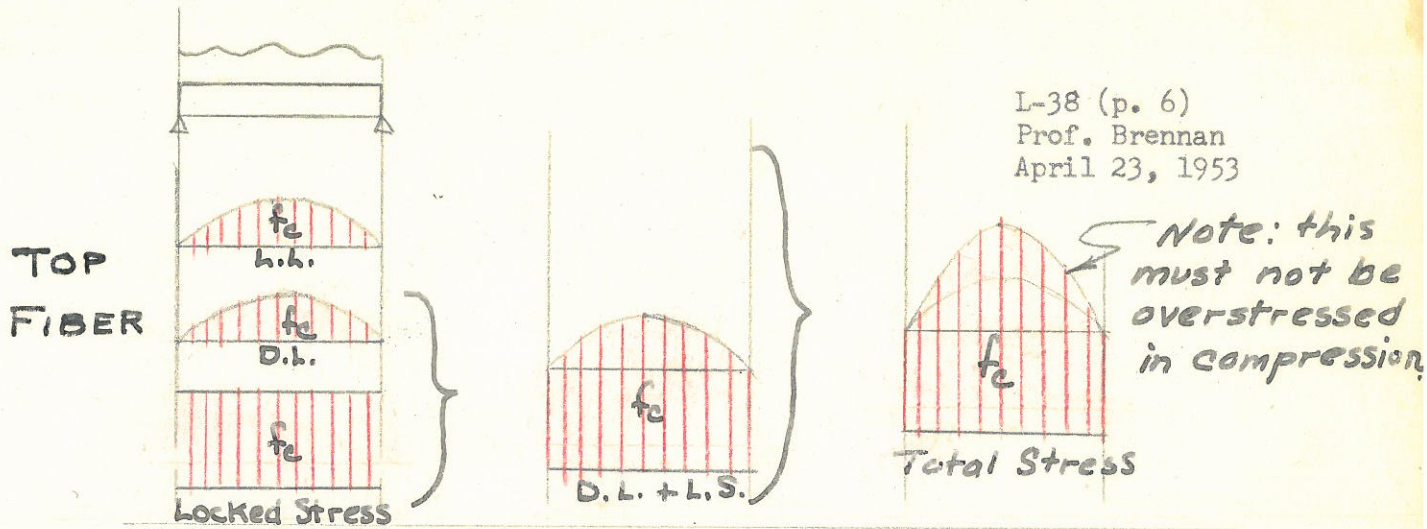 L-38 (p. 6)
Prof. Brennan
April 23, 1953
TOP
FIBER
fc
L.L.
fc
D.L.
fc
Locked Stress
fc
D.L. + L.S.
fc
Total Stress
Note: this
must not be
overstressed
in compression.